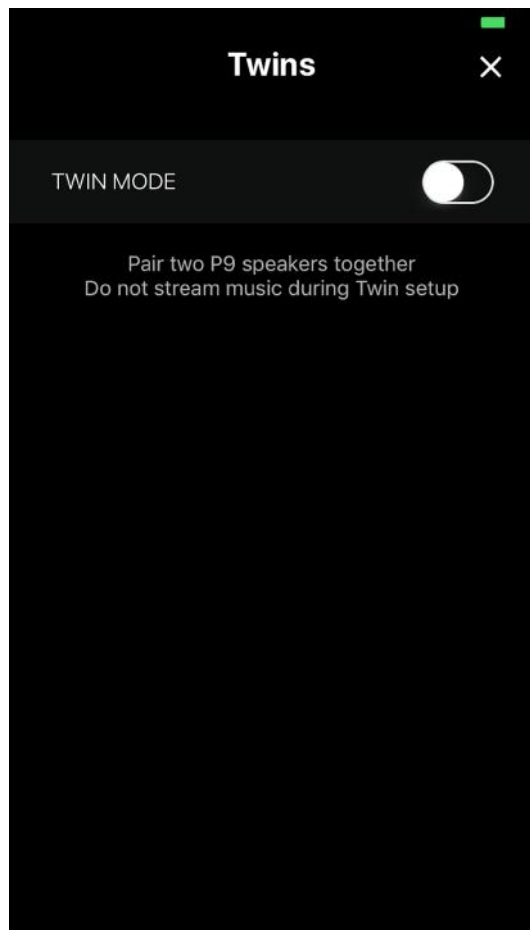 Twins
TWIN MODE
Pair two P9 speakers together
Do not stream music during Twin setup